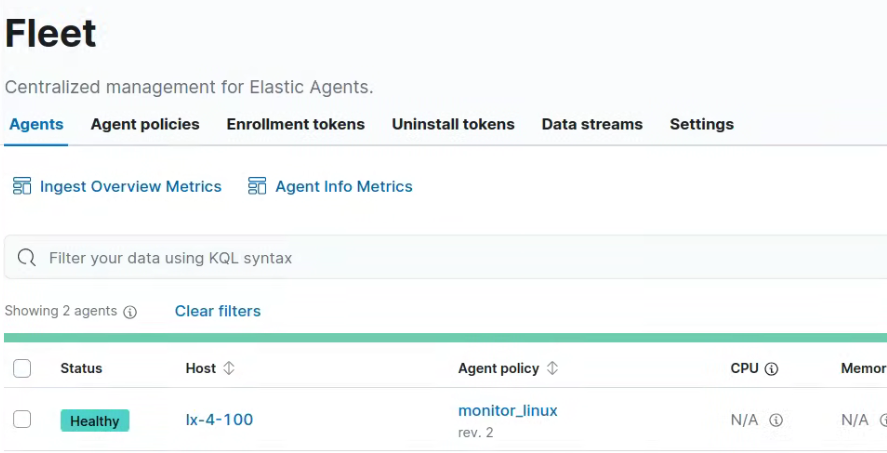 Fleet
Centralized management for Elastic Agents.
Agents Agent policies Enrollment tokens Uninstall tokens Data streams Settings
Ingest Overview Metrics Agent Info Metrics
Filter your data using KQL syntax
Showing 2 agents Clear filters
Status Host Agent policy CPU Memor
Healthy lx-4-100 monitor_linux N/A N/A
rev. 2